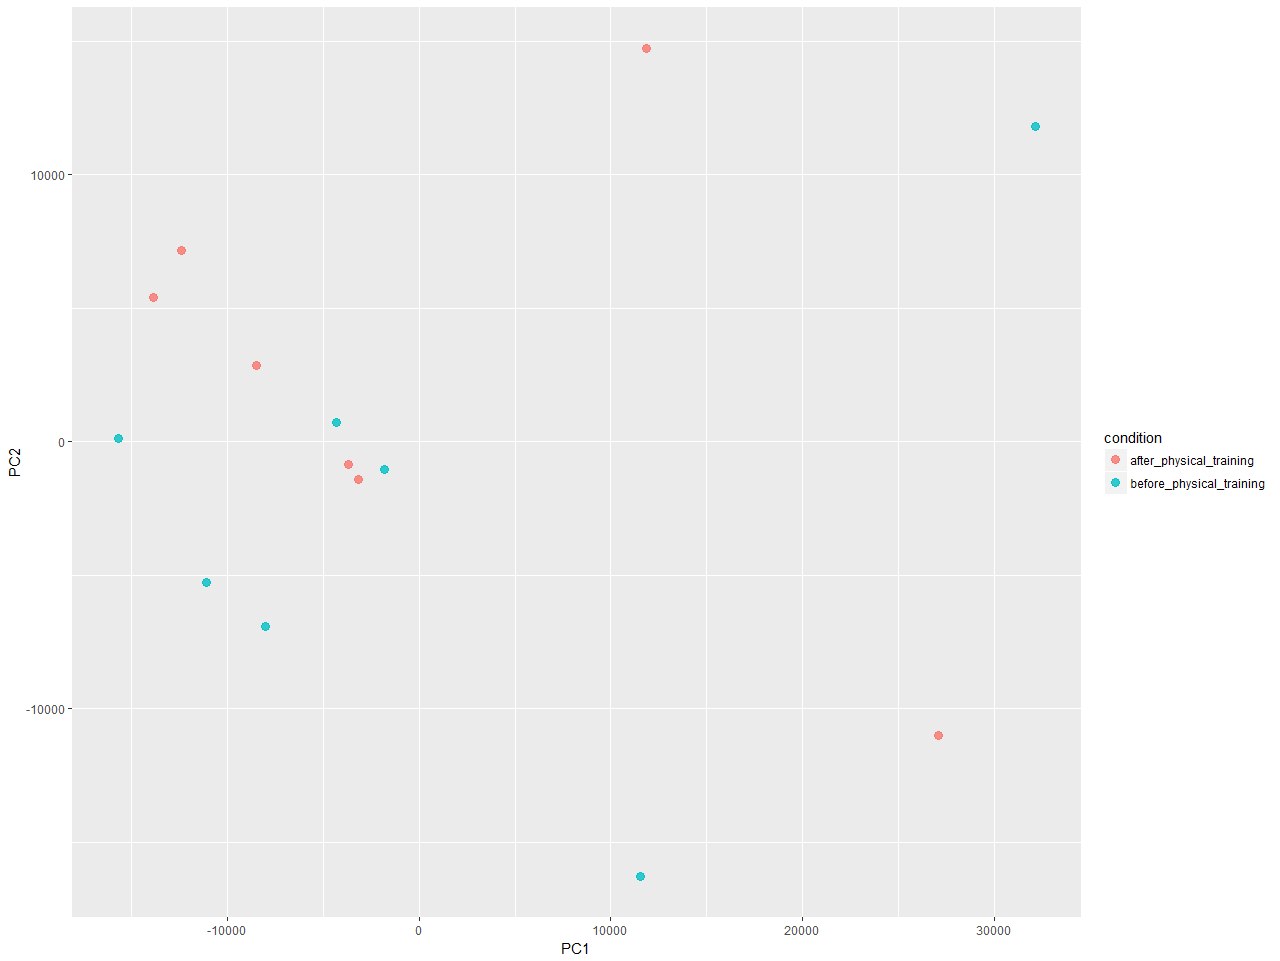 10000
0
-10000
PC2
-10000
0
10000
20000
30000
PC1
condition
after_physical_training
before_physical_training